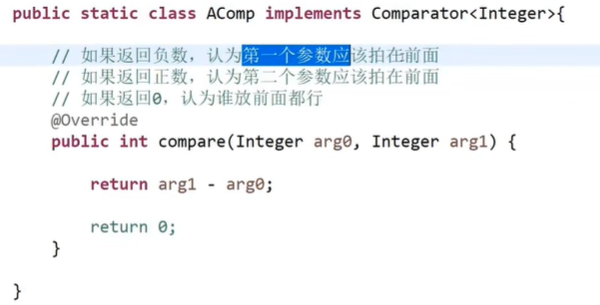 public static class AComp implements Comparator<Integer>{
// 如果返回负数，认为第一个参数应该拍在前面
// 如果返回正数，认为第二个参数应该拍在前面
// 如果返回0，认为谁放前面都行
@Override
public int compare(Integer arg0, Integer arg1) {
return arg1 - arg0;
return 0;
}
}